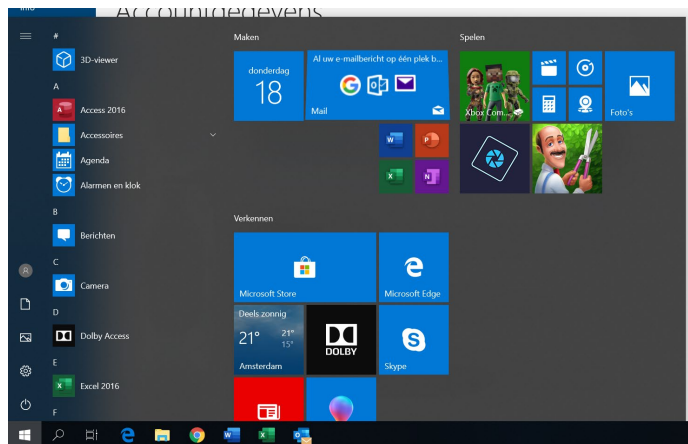 Info
Accountgegevens
#
3D-viewer
A
Access 2016
Accessoires
Agenda
Alarmen en klok
B
Berichten
C
Camera
D
Dolby Access
E
Excel 2016
F
Maken
donderdag
18
Al uw e-mailbericht op één plek b...
Mail
Verkennen
Microsoft Store
Microsoft Edge
Deels zonnig
21°
21°
15°
Amsterdam
DOLBY
Skype
Spelen
Xbox Com...
Foto's